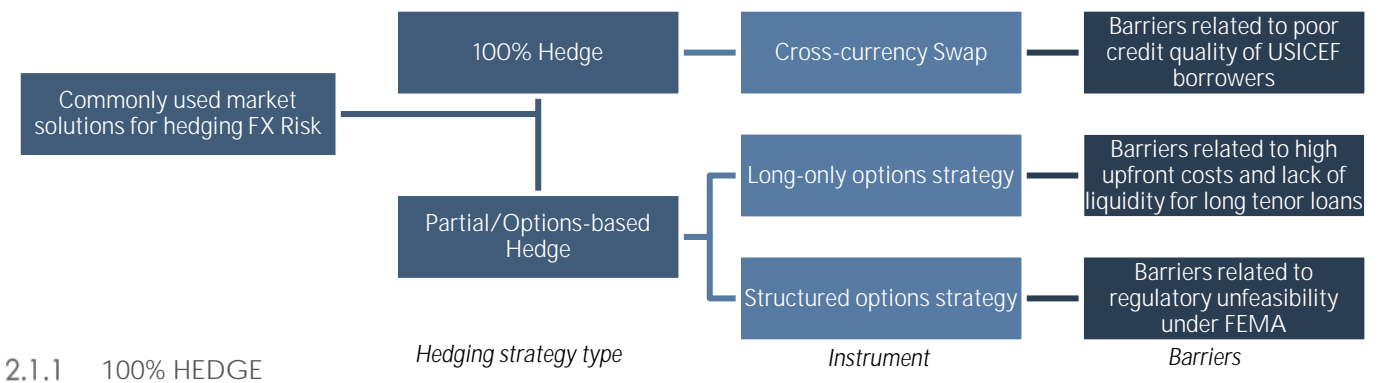 Commonly used market
solutions for hedging FX Risk
100% Hedge
Cross-currency Swap
Barriers related to poor
credit quality of USICEF
borrowers
Partial/Options-based
Hedge
Long-only options strategy
Barriers related to high
upfront costs and lack of
liquidity for long tenor loans
Structured options strategy
Barriers related to
regulatory unfeasibility
under FEMA
Hedging strategy type
Instrument
Barriers
2.1.1 100% HEDGE